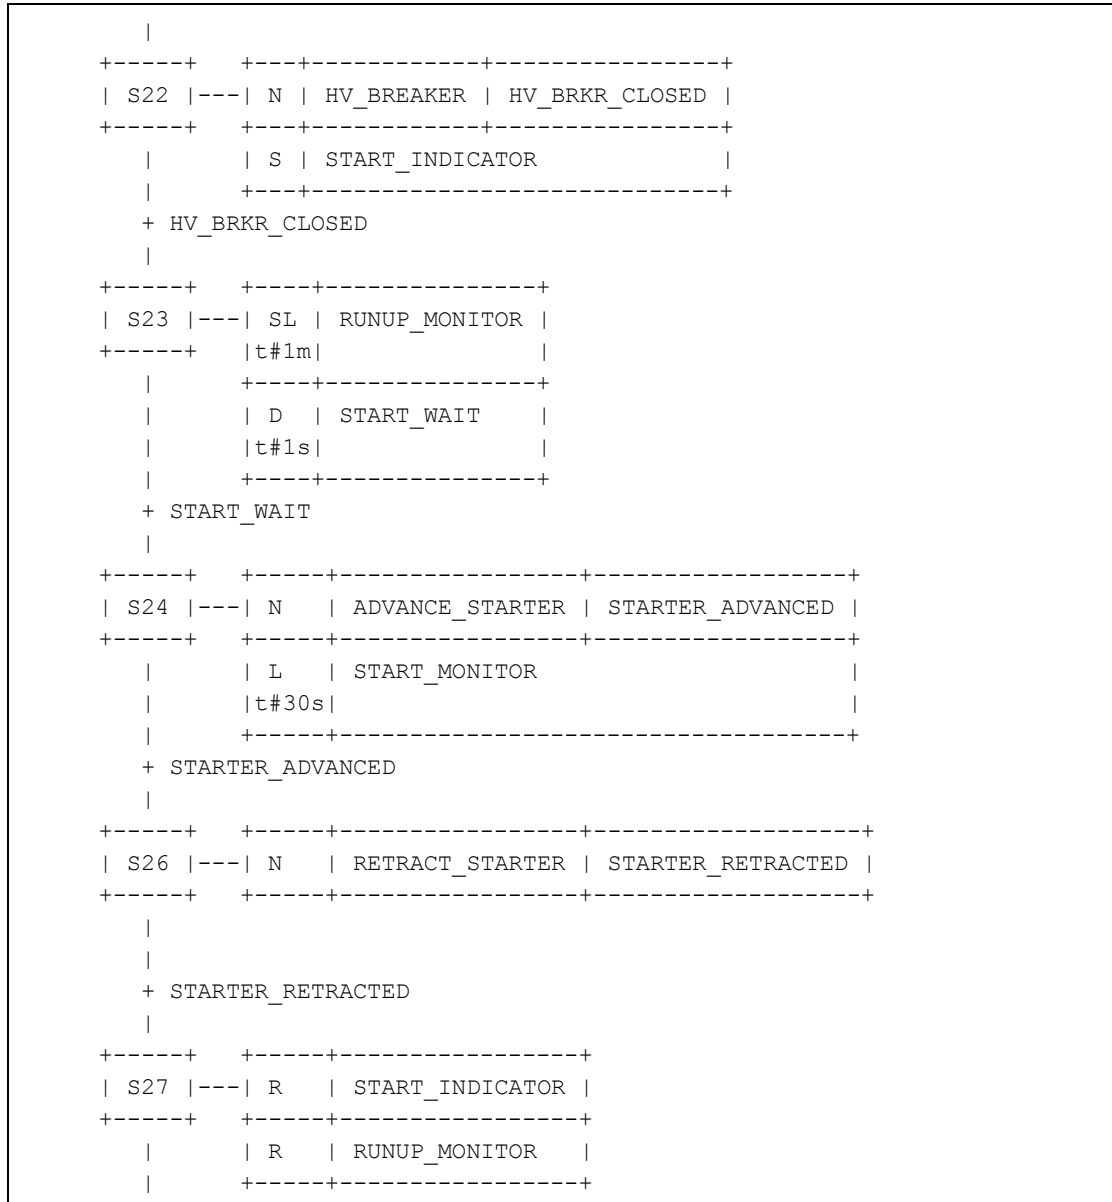 |
      +-----+   +---+------------+----------------+
      | S22 |---| N | HV_BREAKER | HV_BRKR_CLOSED |
      +-----+   +---+------------+----------------+
         |      | S | START_INDICATOR             |
         |      +---+-----------------------------+
         + HV_BRKR_CLOSED
         |
      +-----+   +----+---------------+
      | S23 |---| SL | RUNUP_MONITOR |
      +-----+   |t#1m|               |
         |      +----+---------------+
         |      | D  | START_WAIT    |
         |      |t#1s|               |
         |      +----+---------------+
         + START_WAIT
         |
      +-----+   +-----+-----------------+------------------+
      | S24 |---| N   | ADVANCE_STARTER | STARTER_ADVANCED |
      +-----+   +-----+-----------------+------------------+
         |      | L   | START_MONITOR                      |
         |      |t#30s|                                    |
         |      +-----+------------------------------------+
         + STARTER_ADVANCED
         |
      +-----+   +-----+-----------------+-------------------+
      | S26 |---| N   | RETRACT_STARTER | STARTER_RETRACTED |
      +-----+   +-----+-----------------+-------------------+
         |
         |
         + STARTER_RETRACTED
         |
      +-----+   +-----+-----------------+
      | S27 |---| R   | START_INDICATOR |
      +-----+   +-----+-----------------+
         |      | R   | RUNUP_MONITOR   |
         |      +-----+-----------------+